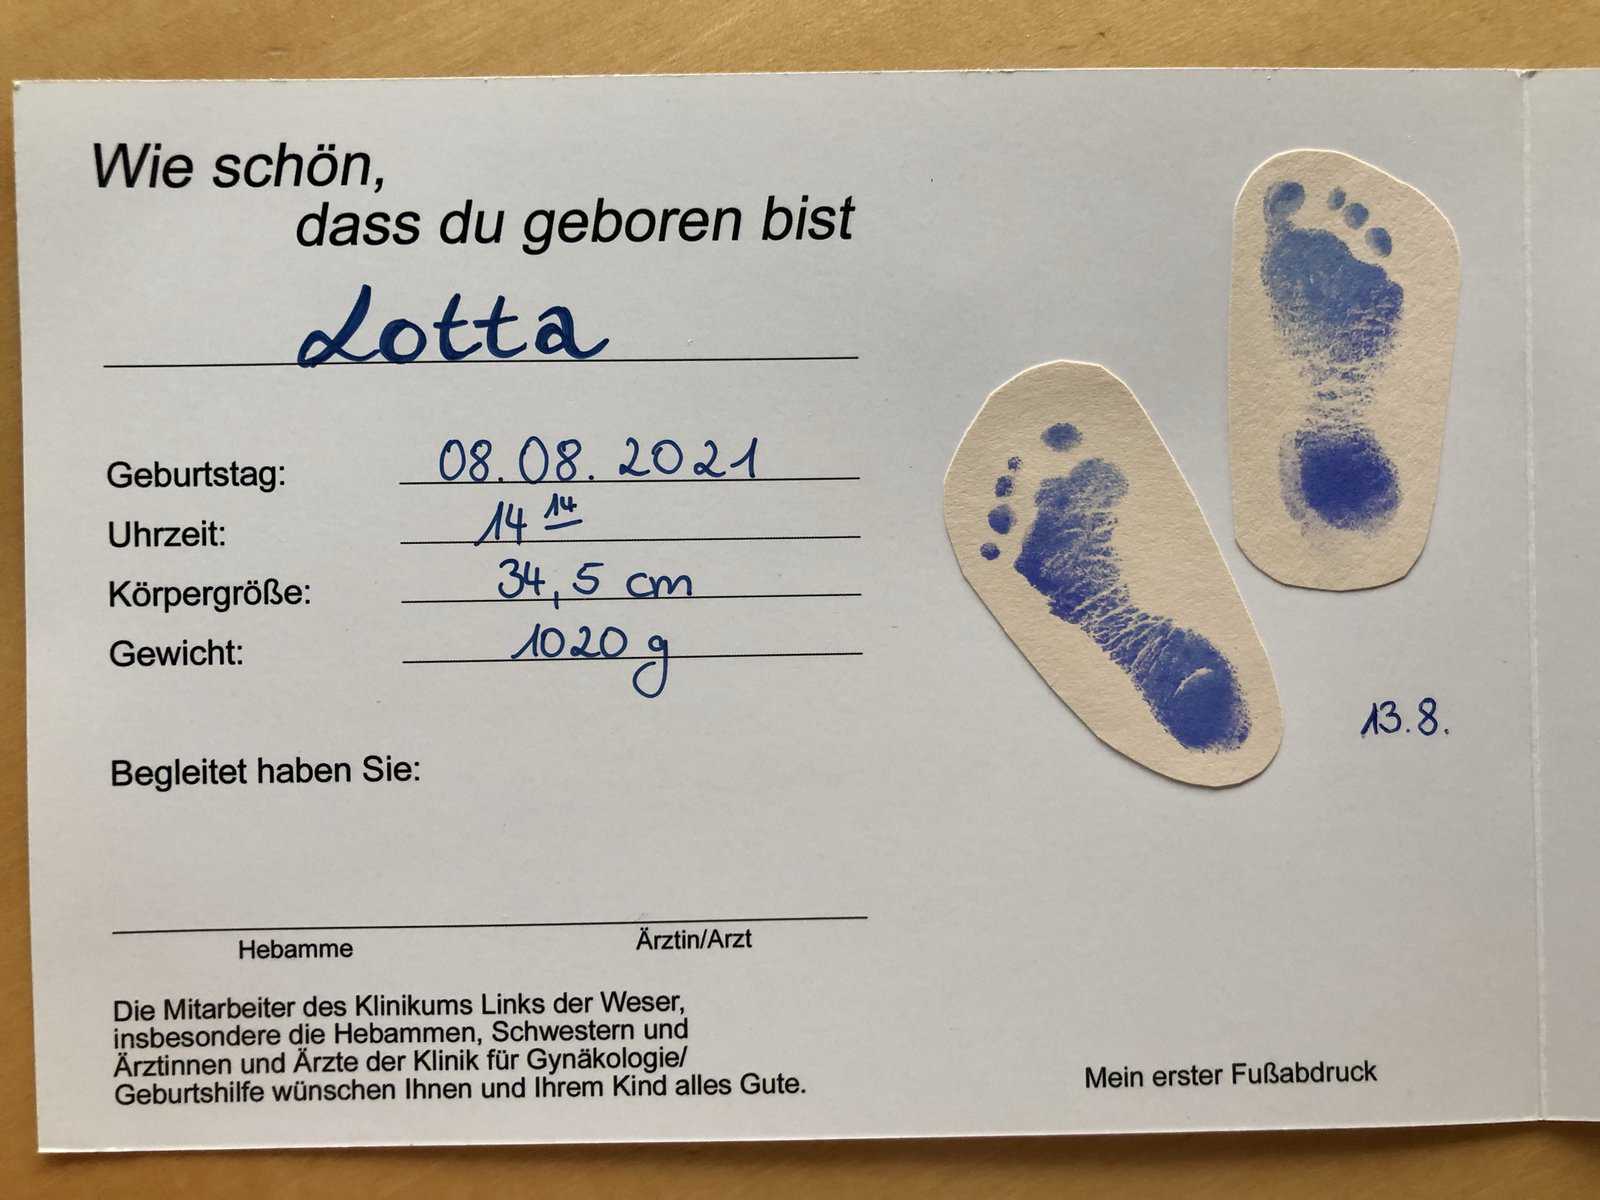 Wie schön,
dass du geboren bist
Lotta
Geburtstag: 08.08.2021
Uhrzeit: 14 14
Körpergröße: 34,5 cm
Gewicht: 1020 g
13.8.
Begleitet haben Sie:
Hebamme Ärztin/Arzt
Die Mitarbeiter des Klinikums Links der Weser,
insbesondere die Hebammen, Schwestern und
Ärztinnen und Ärzte der Klinik für Gynäkologie/
Geburtshilfe wünschen Ihnen und Ihrem Kind alles Gute.
Mein erster Fußabdruck